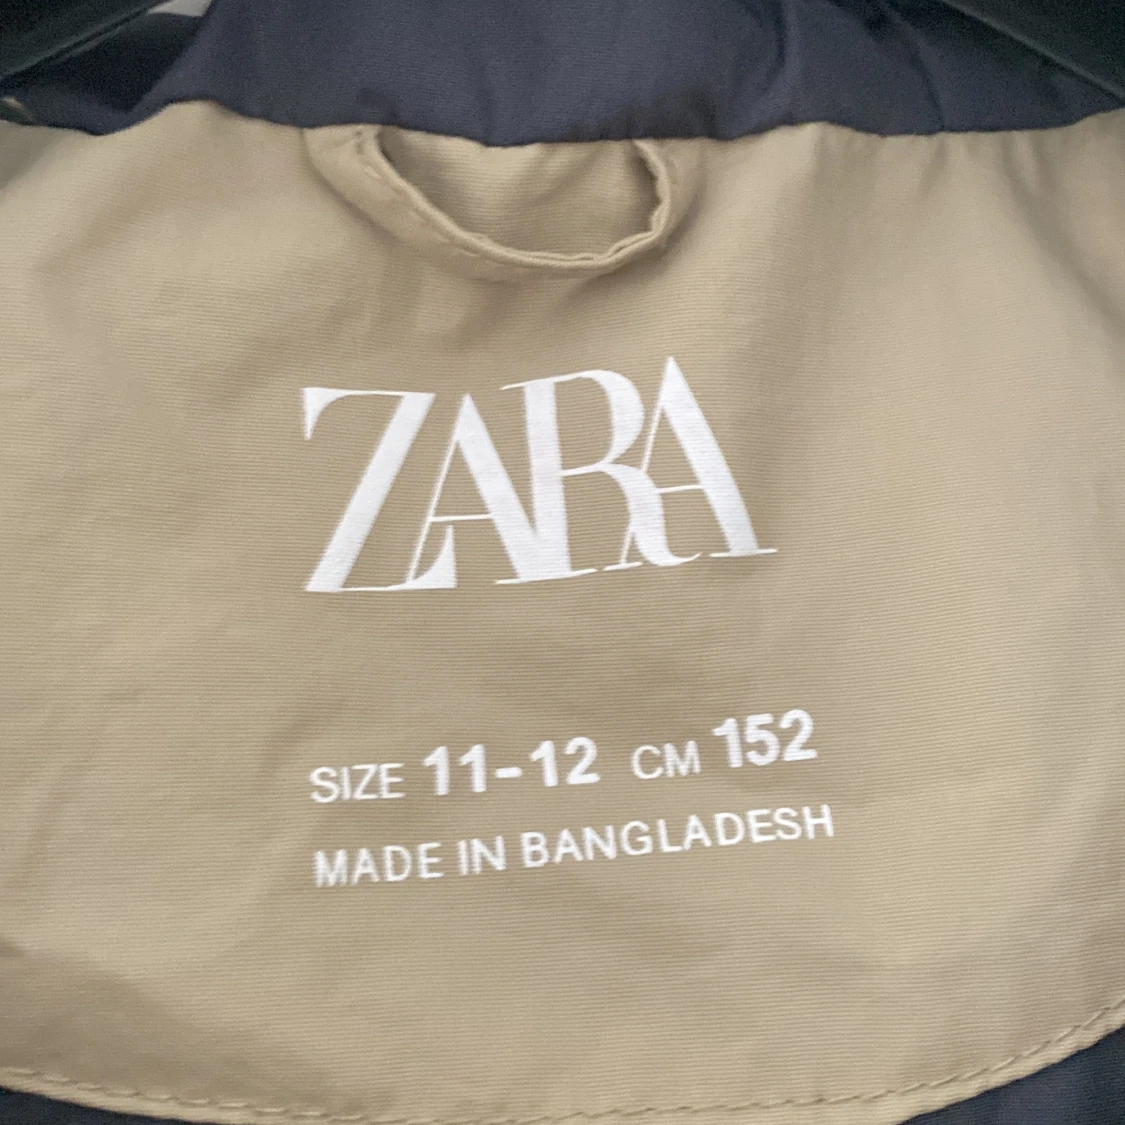 ZARA
SIZE 11-12 CM 152
MADE IN BANGLADESH